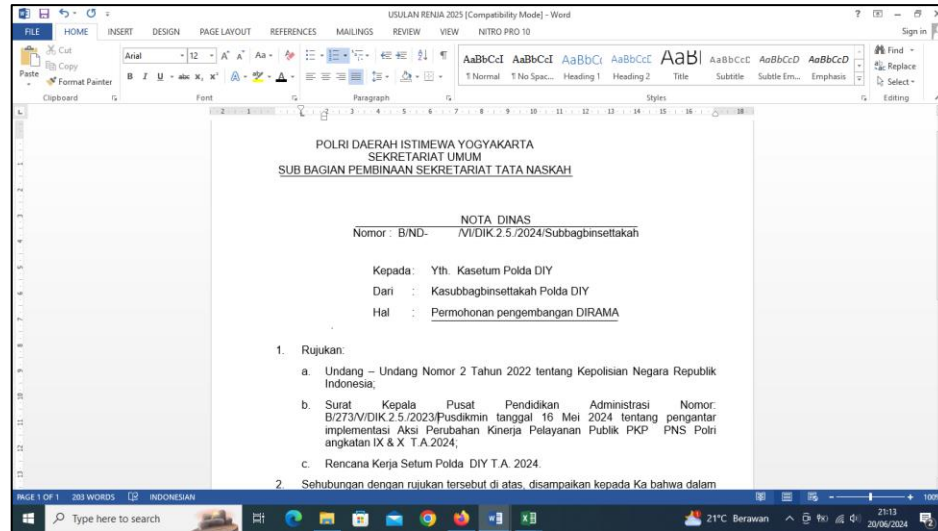 USULAN RENJA 2025 [Compatibility Mode] - Word
FILE HOME INSERT DESIGN PAGE LAYOUT REFERENCES MAILINGS REVIEW VIEW NITRO PRO 10 Sign in
Cut
Copy
Paste
Format Painter
Clipboard
Arial 12
Font
Paragraph
AaBbCcI AaBbCcI AaBbC AaBbCcC AaBl AaBbCcC AaBbCcD AaBbCcD
¶ Normal ¶ No Spac... Heading 1 Heading 2 Title Subtitle Subtle Em... Emphasis
Styles
Find
Replace
Select
Editing
POLRI DAERAH ISTIMEWA YOGYAKARTA
SEKRETARIAT UMUM
SUB BAGIAN PEMBINAAN SEKRETARIAT TATA NASKAH
NOTA DINAS
Nomor : B/ND- /VI/DIK.2.5./2024/Subbagbinsettakah
Kepada : Yth. Kasetum Polda DIY
Dari : Kasubbagbinsettakah Polda DIY
Hal : Permohonan pengembangan DIRAMA
1. Rujukan:
a. Undang – Undang Nomor 2 Tahun 2022 tentang Kepolisian Negara Republik
Indonesia;
b. Surat Kepala Pusat Pendidikan Administrasi Nomor:
B/273/V/DIK.2.5./2023/Pusdikmin tanggal 16 Mei 2024 tentang pengantar
implementasi Aksi Perubahan Kinerja Pelayanan Publik PKP PNS Polri
angkatan IX & X T.A.2024;
c. Rencana Kerja Setum Polda DIY T.A. 2024.
2. Sehubungan dengan rujukan tersebut di atas, disampaikan kepada Ka bahwa dalam
PAGE 1 OF 1 203 WORDS INDONESIAN 100%
Type here to search
21°C Berawan
21:13
20/06/2024